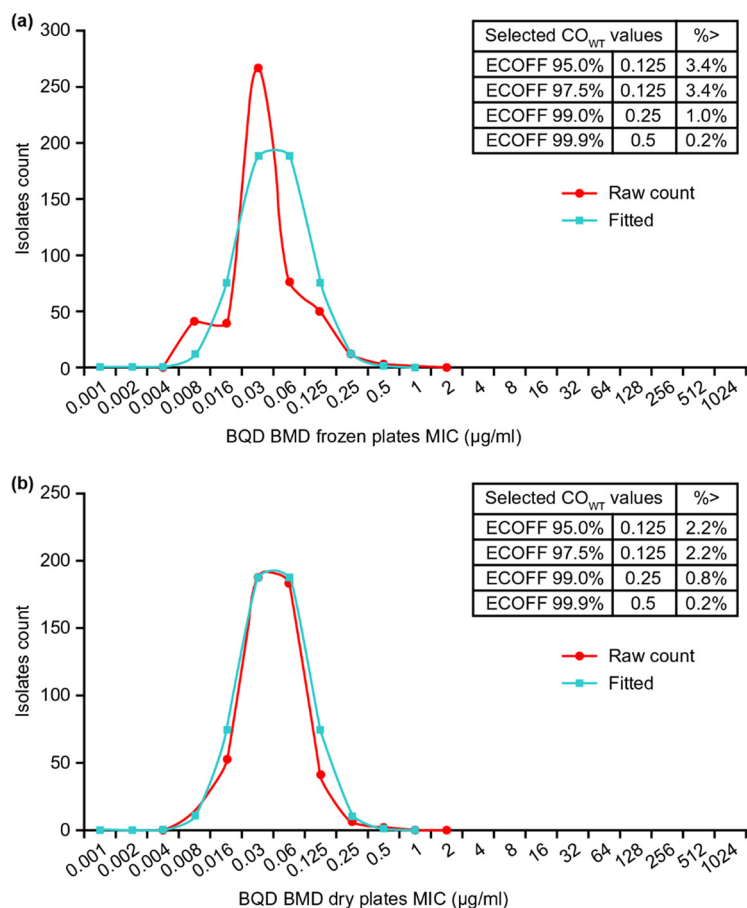 (a)
300
250
200
150
100
50
0
Isolates count
Selected CO_WT values %>
ECOFF 95.0% 0.125 3.4%
ECOFF 97.5% 0.125 3.4%
ECOFF 99.0% 0.25 1.0%
ECOFF 99.9% 0.5 0.2%
Raw count
Fitted
0.001 0.002 0.004 0.008 0.016 0.03 0.06 0.125 0.25 0.5 1 2 4 8 16 32 64 128 256 512 1024
BQD BMD frozen plates MIC (µg/ml)
(b)
250
200
150
100
50
0
Isolates count
Selected CO_WT values %>
ECOFF 95.0% 0.125 2.2%
ECOFF 97.5% 0.125 2.2%
ECOFF 99.0% 0.25 0.8%
ECOFF 99.9% 0.5 0.2%
Raw count
Fitted
0.001 0.002 0.004 0.008 0.016 0.03 0.06 0.125 0.25 0.5 1 2 4 8 16 32 64 128 256 512 1024
BQD BMD dry plates MIC (µg/ml)